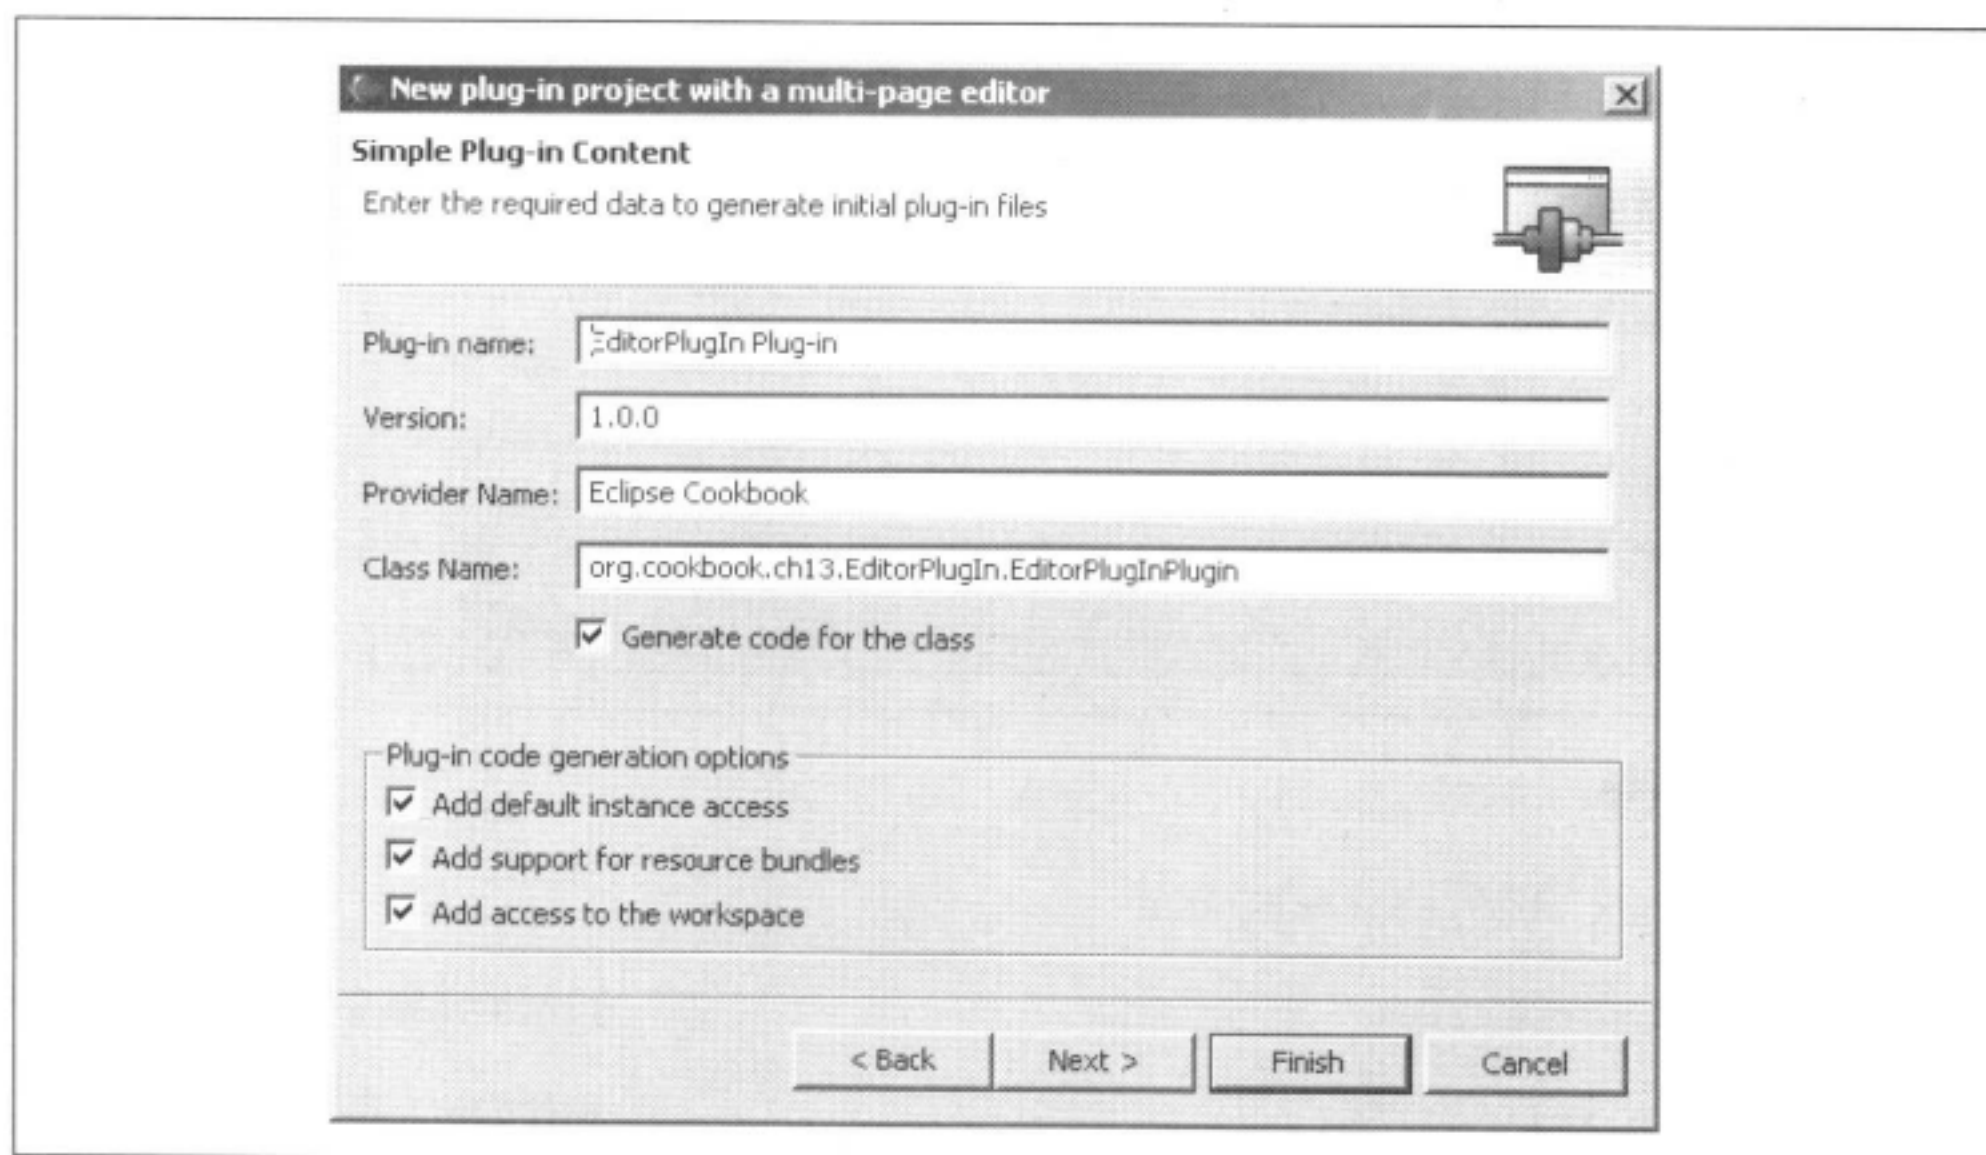 New plug-in project with a multi-page editor
Simple Plug-in Content
Enter the required data to generate initial plug-in files
Plug-in name: EditorPlugIn Plug-in
Version: 1.0.0
Provider Name: Eclipse Cookbook
Class Name: org.cookbook.ch13.EditorPlugIn.EditorPlugInPlugin
Generate code for the class
Plug-in code generation options
Add default instance access
Add support for resource bundles
Add access to the workspace
< Back Next > Finish Cancel